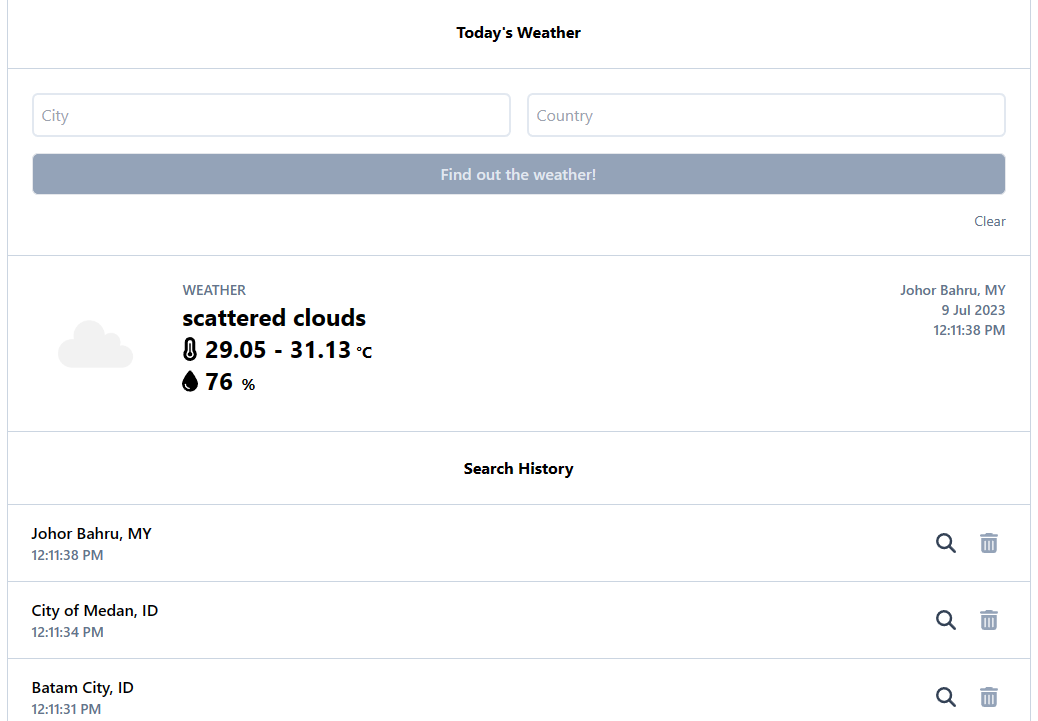 Today's Weather
City
Country
Find out the weather!
Clear
WEATHER
scattered clouds
29.05 - 31.13 °C
76 %
Johor Bahru, MY
9 Jul 2023
12:11:38 PM
Search History
Johor Bahru, MY
12:11:38 PM
City of Medan, ID
12:11:34 PM
Batam City, ID
12:11:31 PM